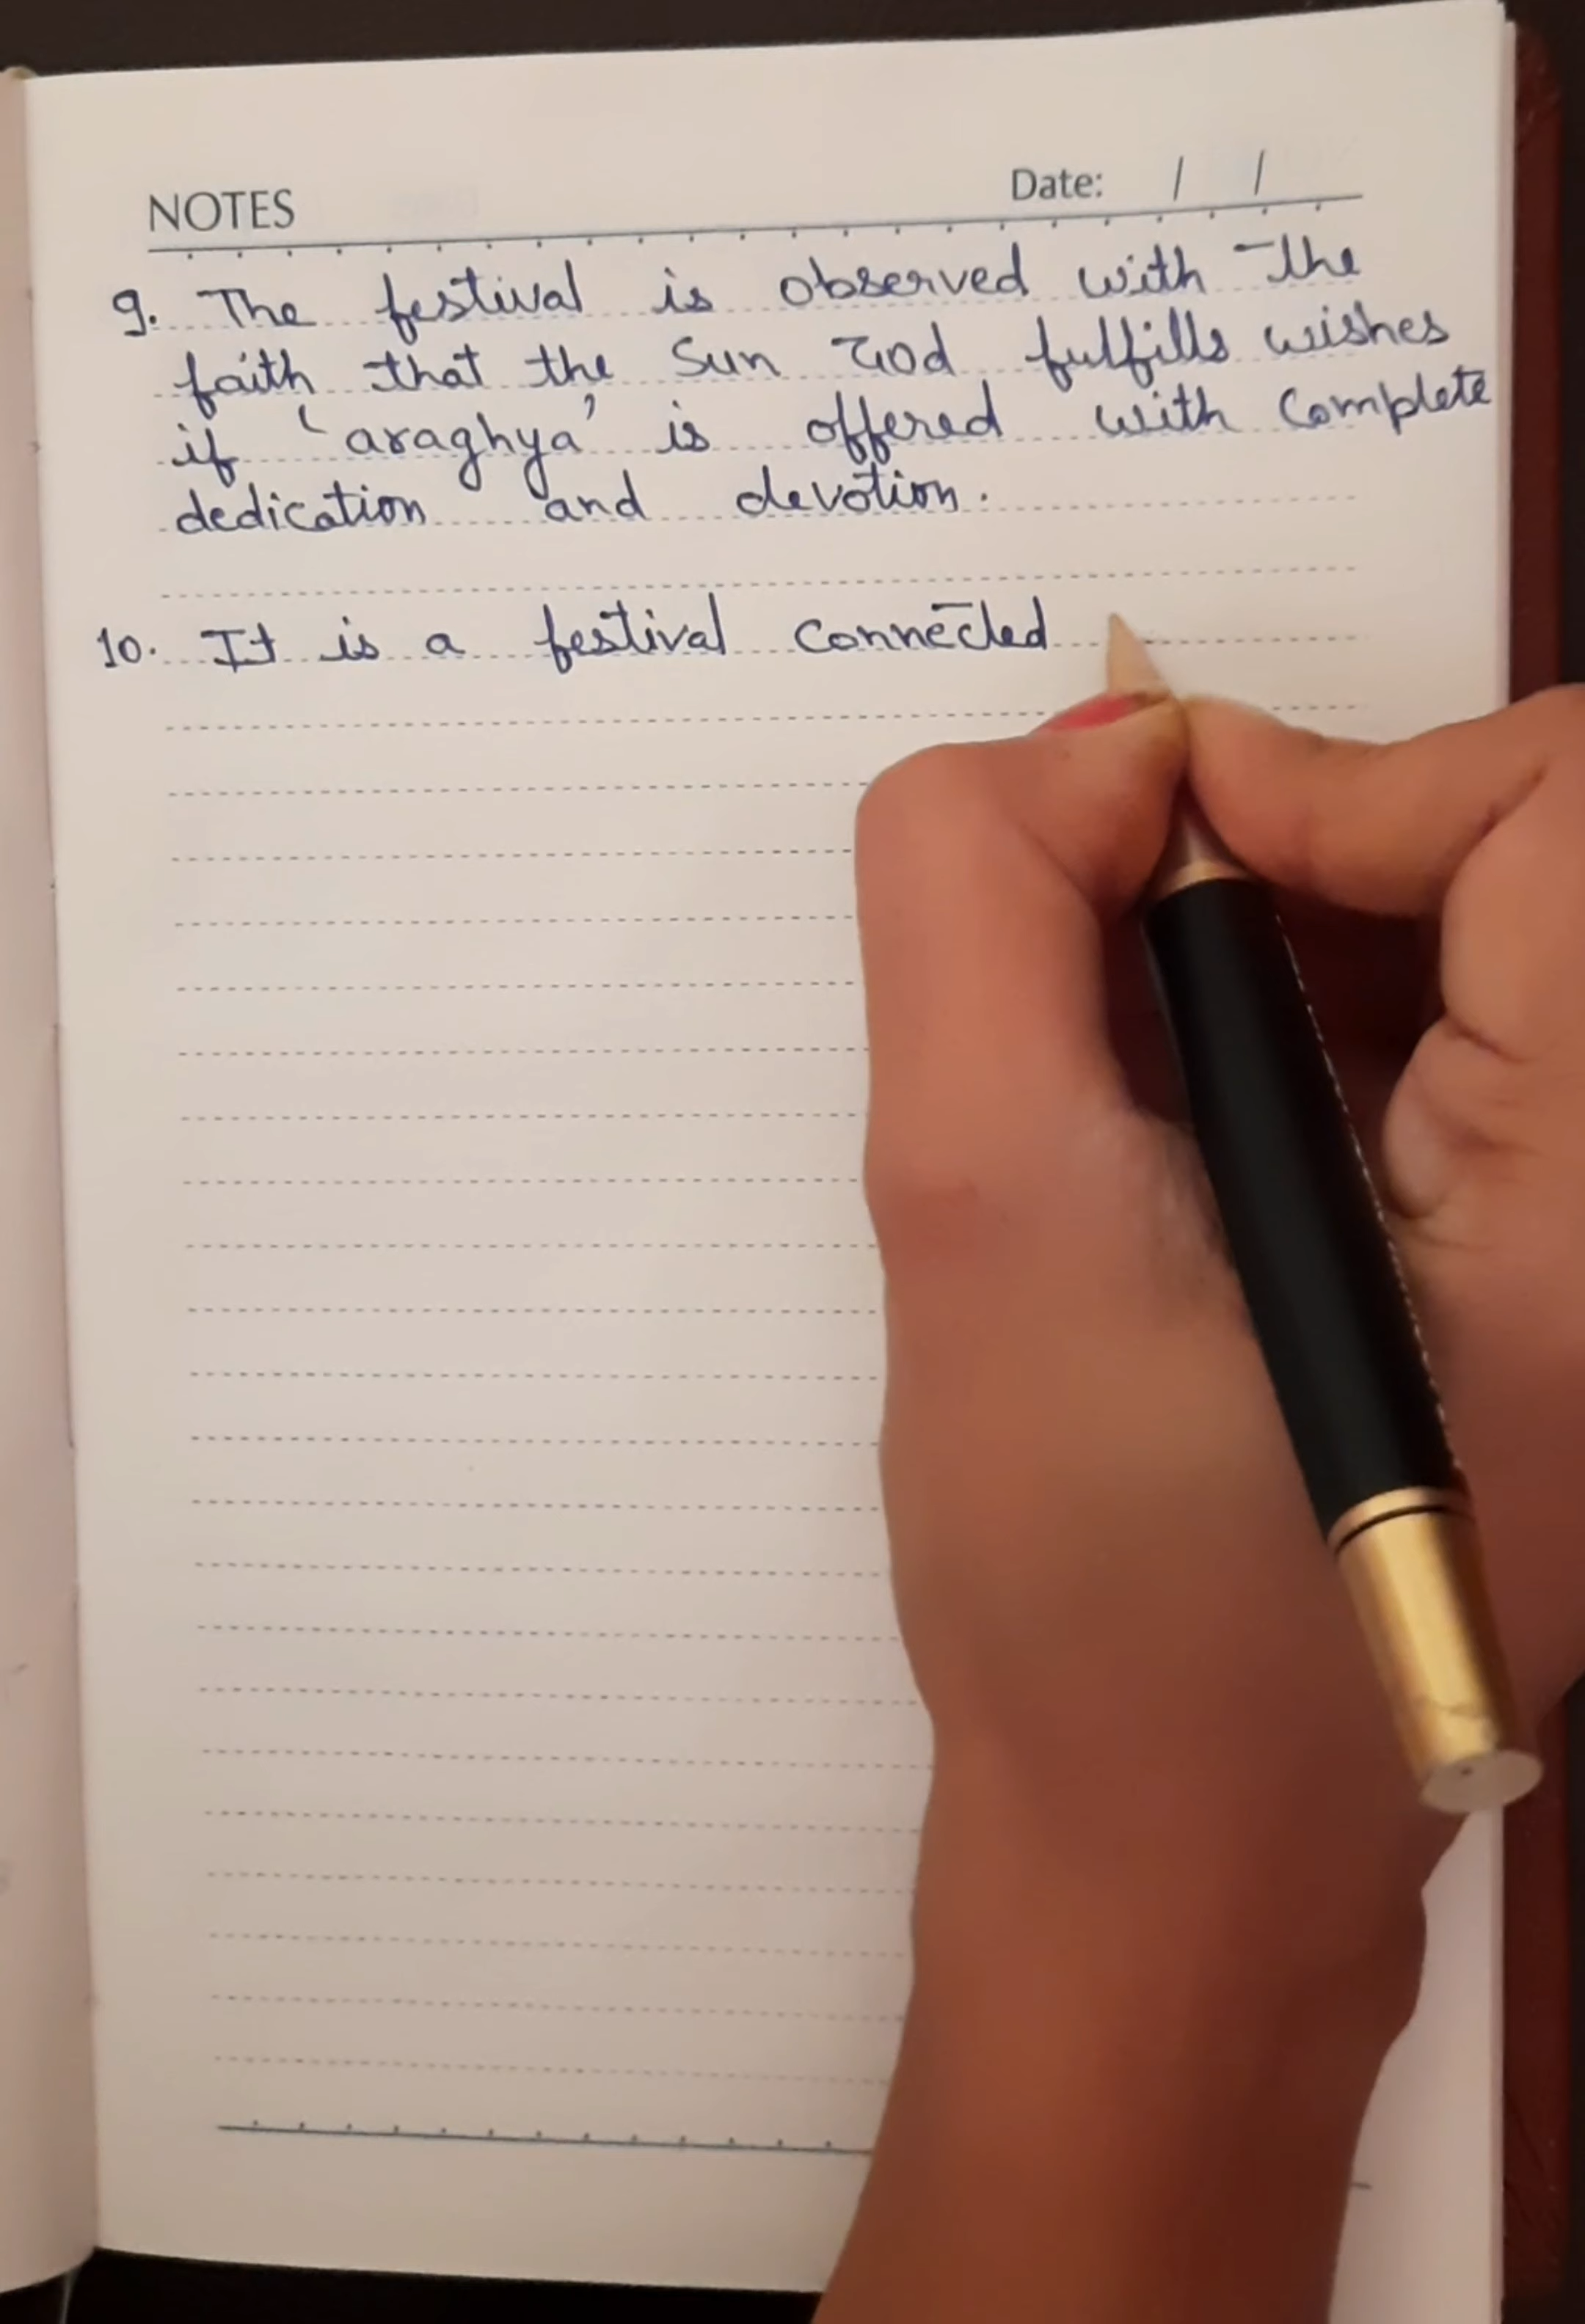 NOTES
Date: / /
9. The festival is observed with the
faith that the Sun God fulfills wishes
if 'araghya' is offered with Complete
dedication and devotion.
10. It is a festival connected